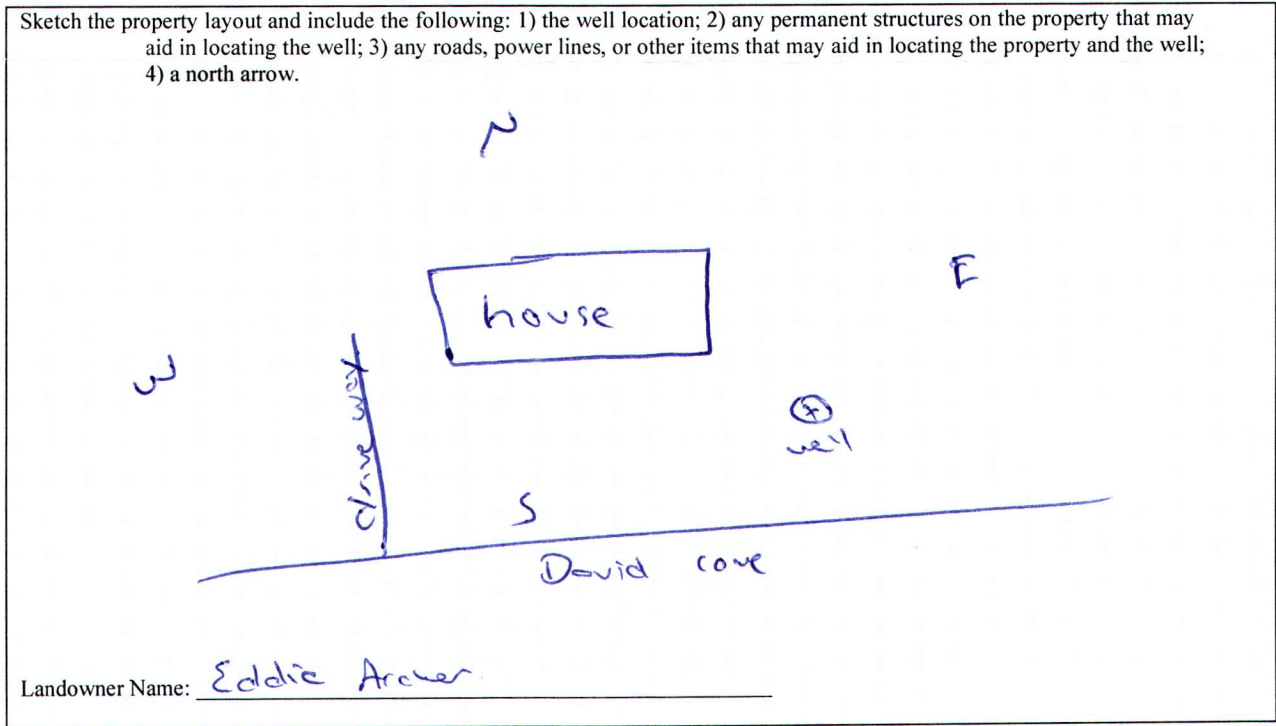 Sketch the property layout and include the following: 1) the well location; 2) any permanent structures on the property that may
aid in locating the well; 3) any roads, power lines, or other items that may aid in locating the property and the well;
4) a north arrow.
N
E
house
W
drive way
well
S
David cove
Landowner Name: Eddie Archer